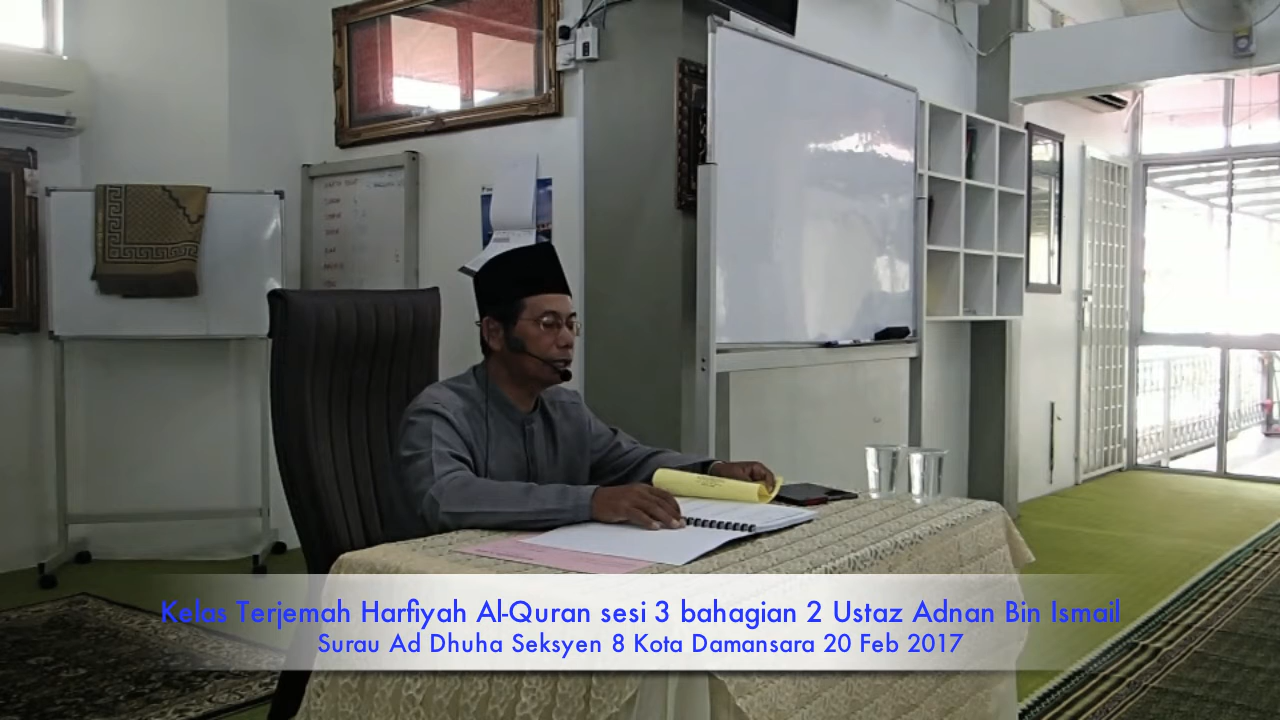 Kelas Terjemah Harfiyah Al-Quran sesi 3 bahagian 2 Ustaz Adnan Bin Ismail
Surau Ad Dhuha Seksyen 8 Kota Damansara 20 Feb 2017